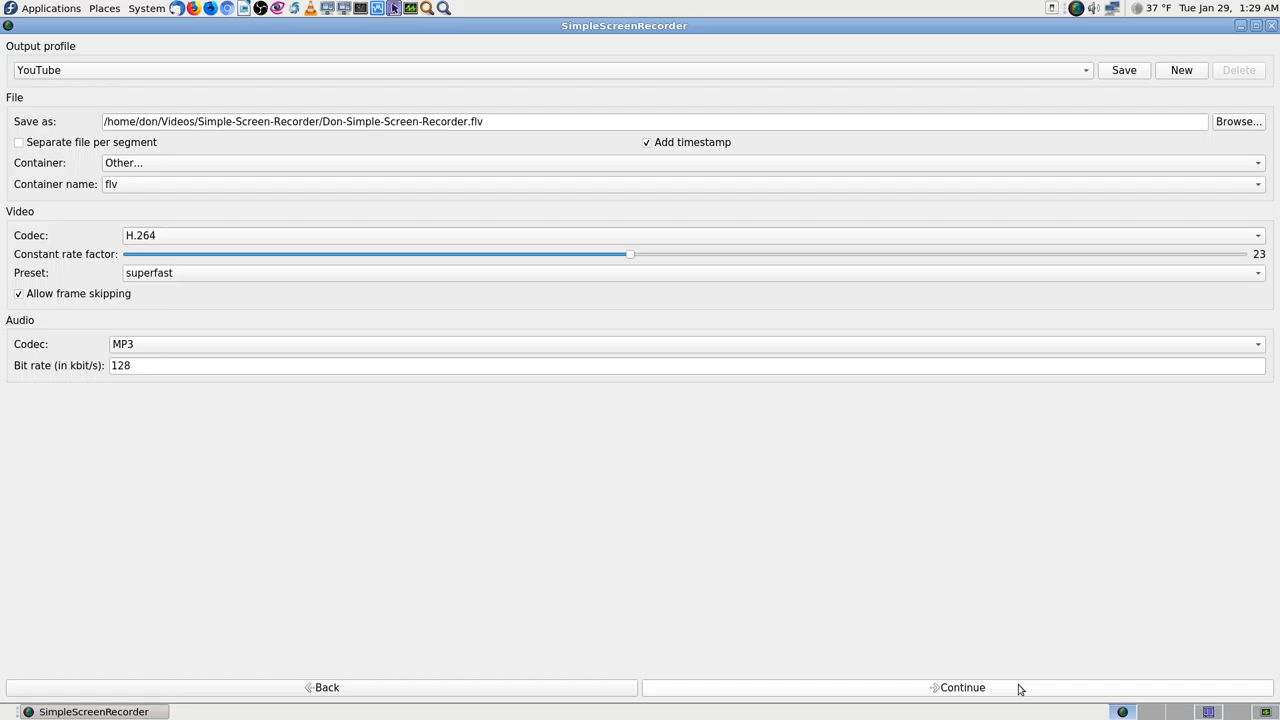 Applications Places System 37 °F Tue Jan 29, 1:29 AM
SimpleScreenRecorder
Output profile
YouTube Save New Delete
File
Save as: /home/don/Videos/Simple-Screen-Recorder/Don-Simple-Screen-Recorder.flv Browse...
Separate file per segment Add timestamp
Container: Other...
Container name: flv
Video
Codec: H.264
Constant rate factor: 23
Preset: superfast
Allow frame skipping
Audio
Codec: MP3
Bit rate (in kbit/s): 128
Back Continue
SimpleScreenRecorder